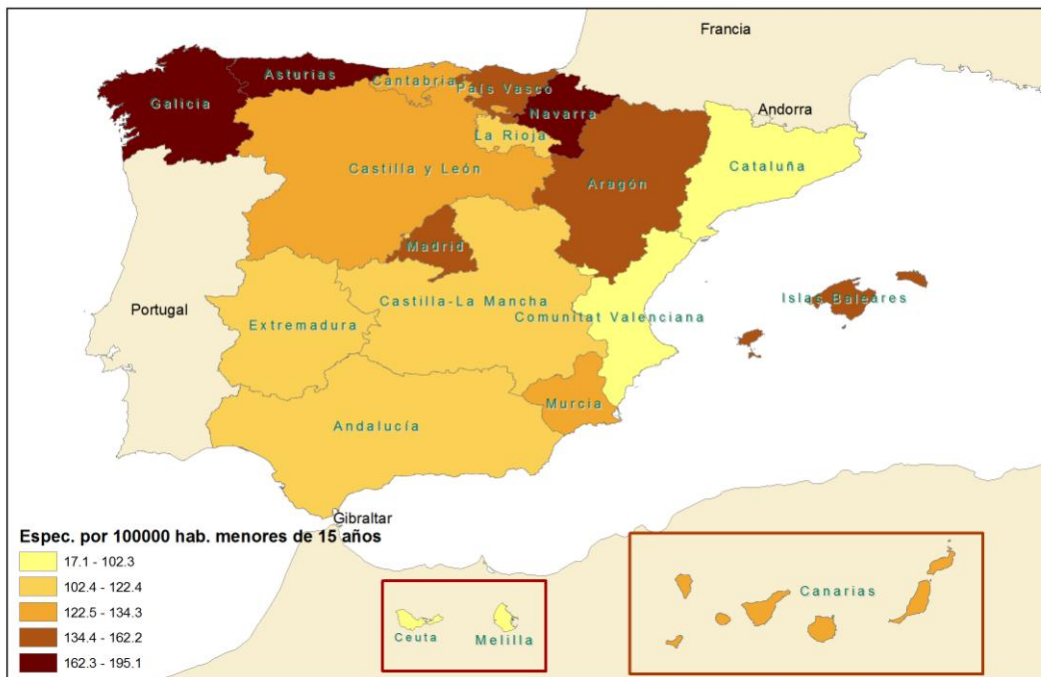 Francia
Asturias
Cantabria
País Vasco
Galicia
Navarra
Andorra
La Rioja
Cataluña
Castilla y León
Aragón
Madrid
Islas Baleares
Castilla-La Mancha
Portugal
Comunitat Valenciana
Extremadura
Murcia
Andalucía
Gibraltar
Espec. por 100000 hab. menores de 15 años
17.1 - 102.3
102.4 - 122.4
122.5 - 134.3
134.4 - 162.2
162.3 - 195.1
Canarias
Ceuta
Melilla